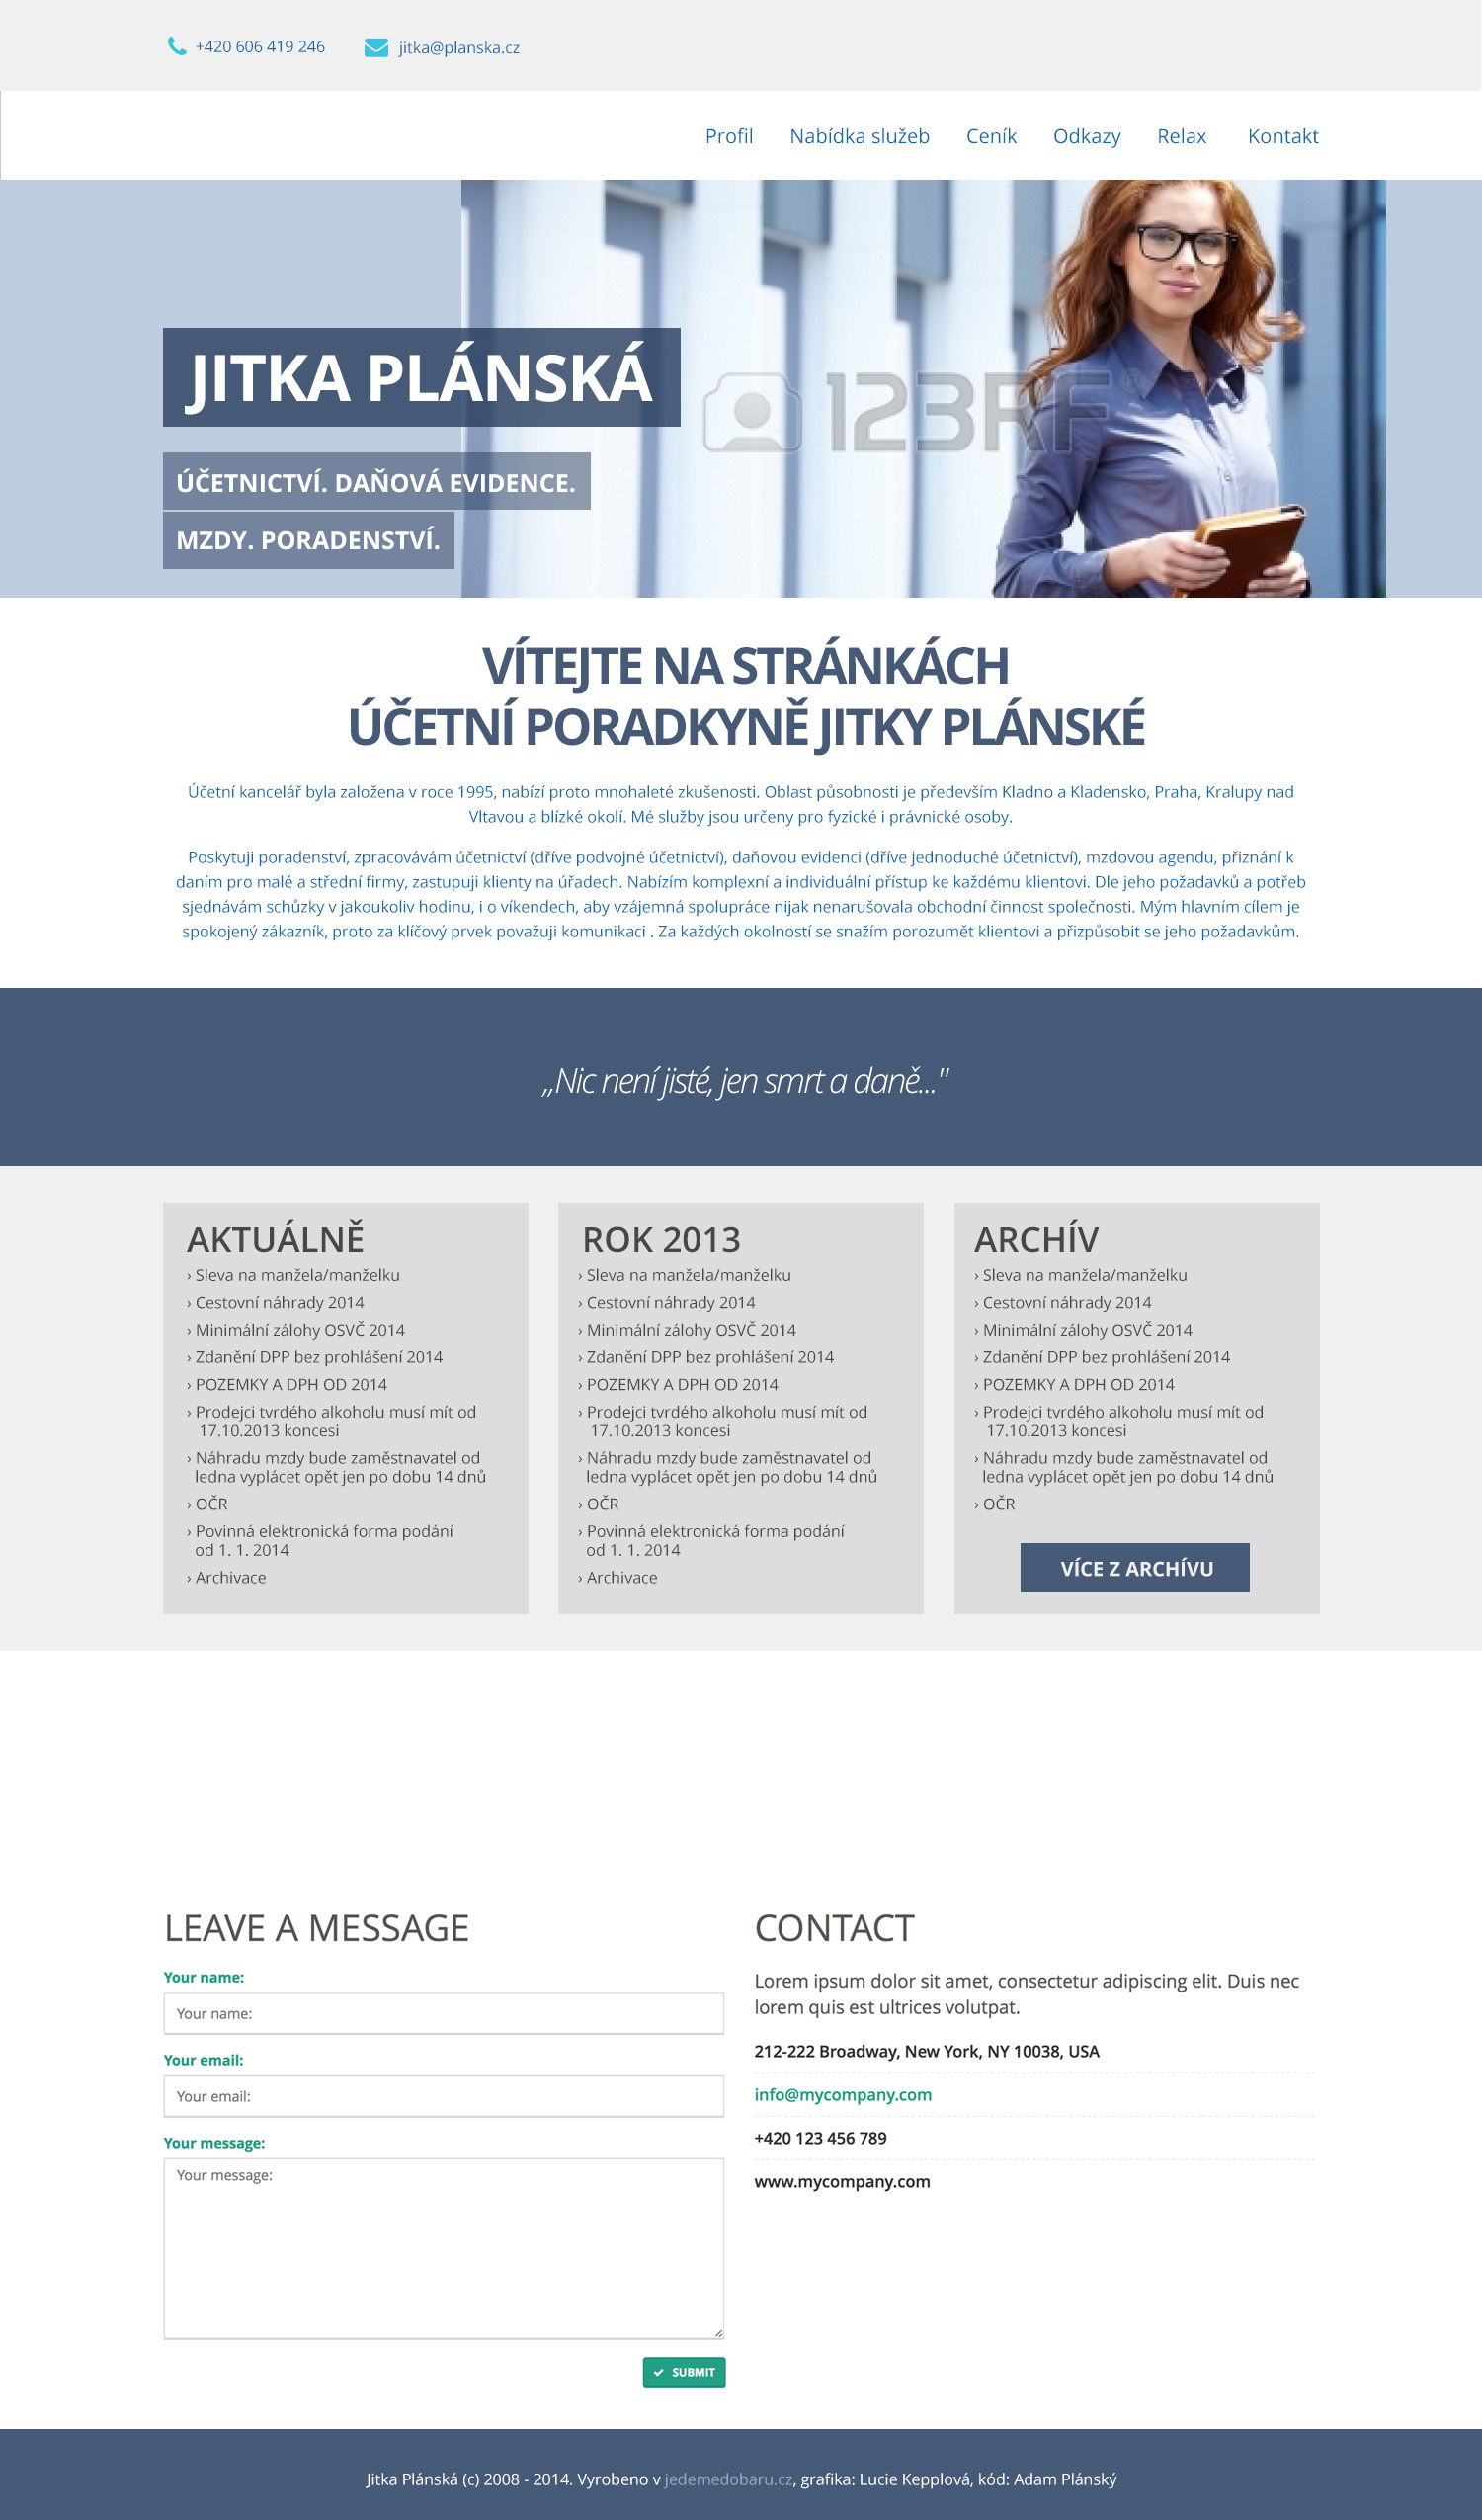 +420 606 419 246
jitka@planska.cz
Profil Nabídka služeb Ceník Odkazy Relax Kontakt
JITKA PLÁNSKÁ
123RF
ÚČETNICTVÍ. DAŇOVÁ EVIDENCE.
MZDY. PORADENSTVÍ.
VÍTEJTE NA STRÁNKÁCH
ÚČETNÍ PORADKYNĚ JITKY PLÁNSKÉ
Účetní kancelář byla založena v roce 1995, nabízí proto mnohaleté zkušenosti. Oblast působnosti je především Kladno a Kladensko, Praha, Kralupy nad
Vltavou a blízké okolí. Mé služby jsou určeny pro fyzické i právnické osoby.
Poskytuji poradenství, zpracovávám účetnictví (dříve podvojné účetnictví), daňovou evidenci (dříve jednoduché účetnictví), mzdovou agendu, přiznání k
daním pro malé a střední firmy, zastupuji klienty na úřadech. Nabízím komplexní a individuální přístup ke každému klientovi. Dle jeho požadavků a potřeb
sjednávám schůzky v jakoukoliv hodinu, i o víkendech, aby vzájemná spolupráce nijak nenarušovala obchodní činnost společnosti. Mým hlavním cílem je
spokojený zákazník, proto za klíčový prvek považuji komunikaci . Za každých okolností se snažím porozumět klientovi a přizpůsobit se jeho požadavkům.
„Nic není jisté, jen smrt a daně..."
AKTUÁLNĚ
› Sleva na manžela/manželku
› Cestovní náhrady 2014
› Minimální zálohy OSVČ 2014
› Zdanění DPP bez prohlášení 2014
› POZEMKY A DPH OD 2014
› Prodejci tvrdého alkoholu musí mít od
17.10.2013 koncesi
› Náhradu mzdy bude zaměstnavatel od
ledna vyplácet opět jen po dobu 14 dnů
› OČR
› Povinná elektronická forma podání
od 1. 1. 2014
› Archivace
ROK 2013
› Sleva na manžela/manželku
› Cestovní náhrady 2014
› Minimální zálohy OSVČ 2014
› Zdanění DPP bez prohlášení 2014
› POZEMKY A DPH OD 2014
› Prodejci tvrdého alkoholu musí mít od
17.10.2013 koncesi
› Náhradu mzdy bude zaměstnavatel od
ledna vyplácet opět jen po dobu 14 dnů
› OČR
› Povinná elektronická forma podání
od 1. 1. 2014
› Archivace
ARCHÍV
› Sleva na manžela/manželku
› Cestovní náhrady 2014
› Minimální zálohy OSVČ 2014
› Zdanění DPP bez prohlášení 2014
› POZEMKY A DPH OD 2014
› Prodejci tvrdého alkoholu musí mít od
17.10.2013 koncesi
› Náhradu mzdy bude zaměstnavatel od
ledna vyplácet opět jen po dobu 14 dnů
› OČR
VÍCE Z ARCHÍVU
LEAVE A MESSAGE
Your name:
Your name:
Your email:
Your email:
Your message:
Your message:
SUBMIT
CONTACT
Lorem ipsum dolor sit amet, consectetur adipiscing elit. Duis nec
lorem quis est ultrices volutpat.
212-222 Broadway, New York, NY 10038, USA
info@mycompany.com
+420 123 456 789
www.mycompany.com
Jitka Plánská (c) 2008 - 2014. Vyrobeno v jedemedobaru.cz, grafika: Lucie Kepplová, kód: Adam Plánský